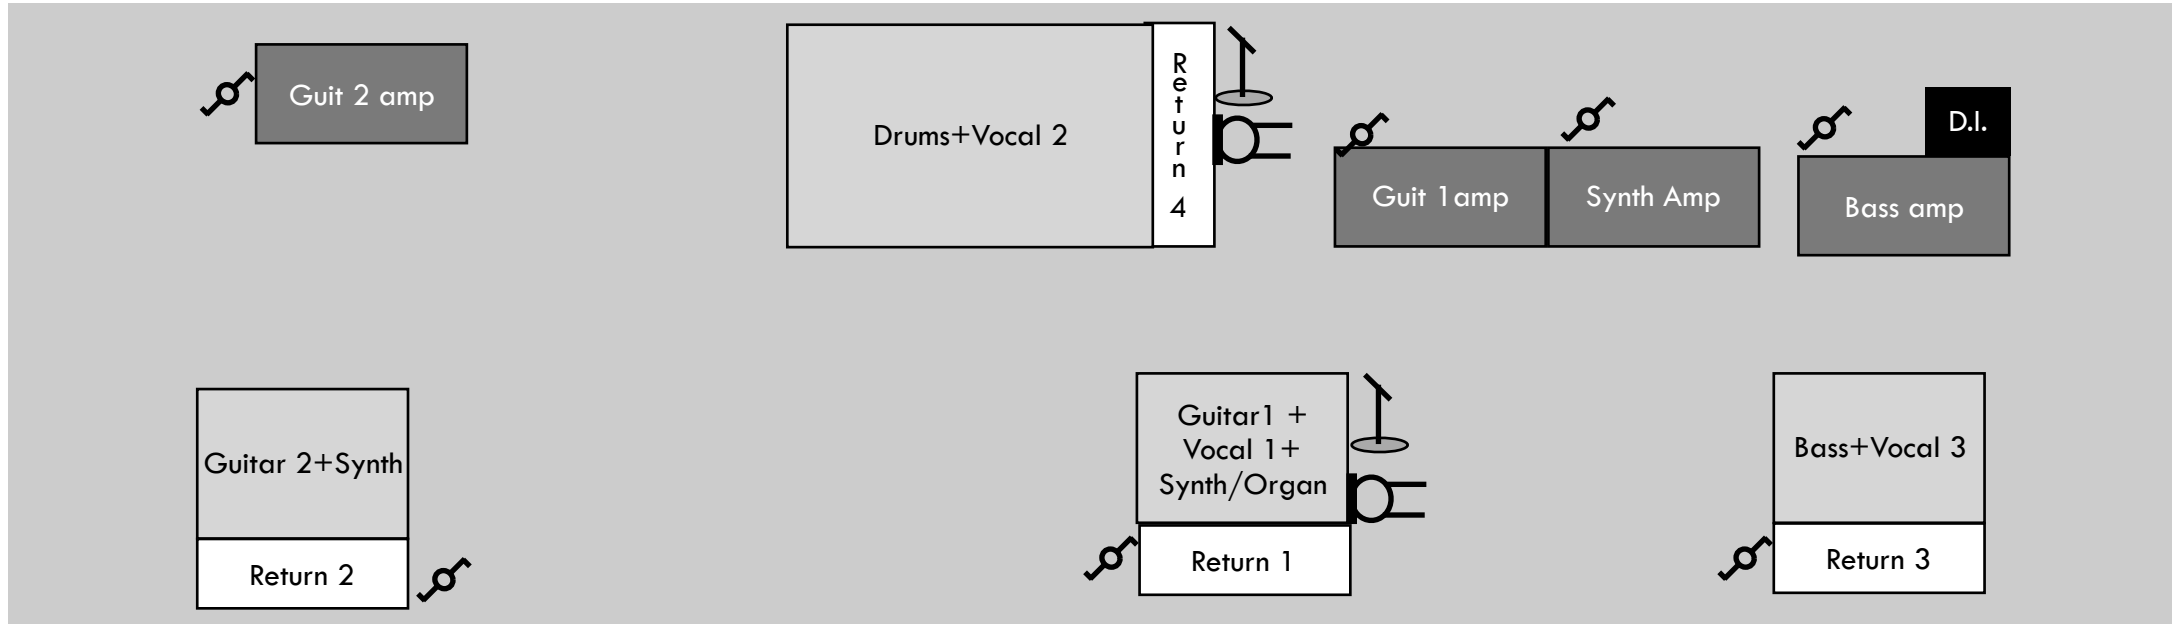 Guit 2 amp
Drums+Vocal 2
Return 4
Guit 1amp
Synth Amp
Bass amp
D.I.
Guitar 2+Synth
Return 2
Guitar1 +
Vocal 1+
Synth/Organ
Return 1
Bass+Vocal 3
Return 3